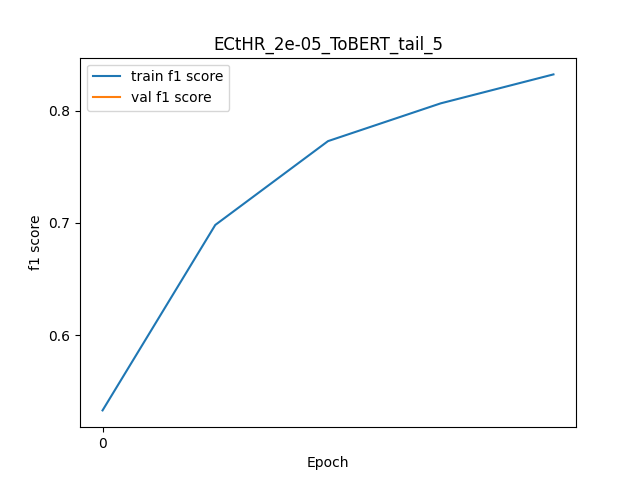 ECtHR_2e-05_ToBERT_tail_5
train f1 score
val f1 score
0.8
0.7
0.6
f1 score
0
Epoch